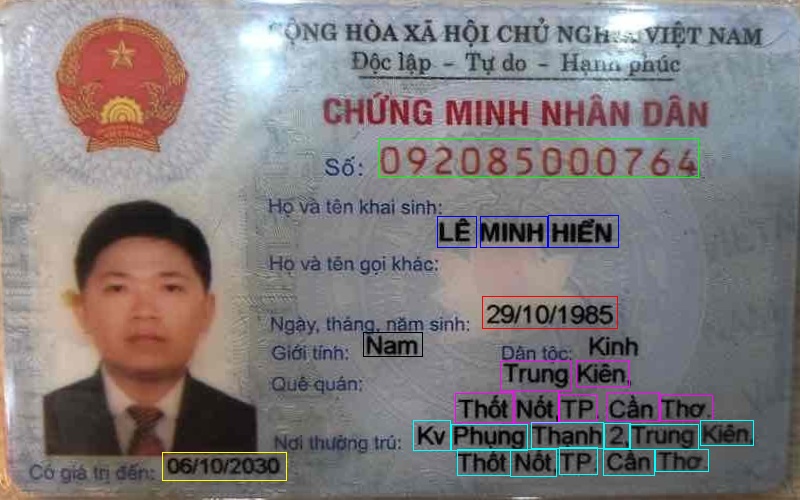 CỘNG HÒA XÃ HỘI CHỦ NGHĨA VIỆT NAM
Độc lập - Tự do - Hạnh phúc
CHỨNG MINH NHÂN DÂN
Số: 092085000764
Họ và tên khai sinh:
LÊ MINH HIỂN
Họ và tên gọi khác:
Ngày, tháng, năm sinh: 29/10/1985
Giới tính: Nam Dân tộc: Kinh
Quê quán: Trung Kiên,
Thốt Nốt, TP. Cần Thơ.
Nơi thường trú: Kv Phụng Thạnh 2, Trung Kiên.
Thốt Nốt, TP. Cần Thơ.
Có giá trị đến: 06/10/2030